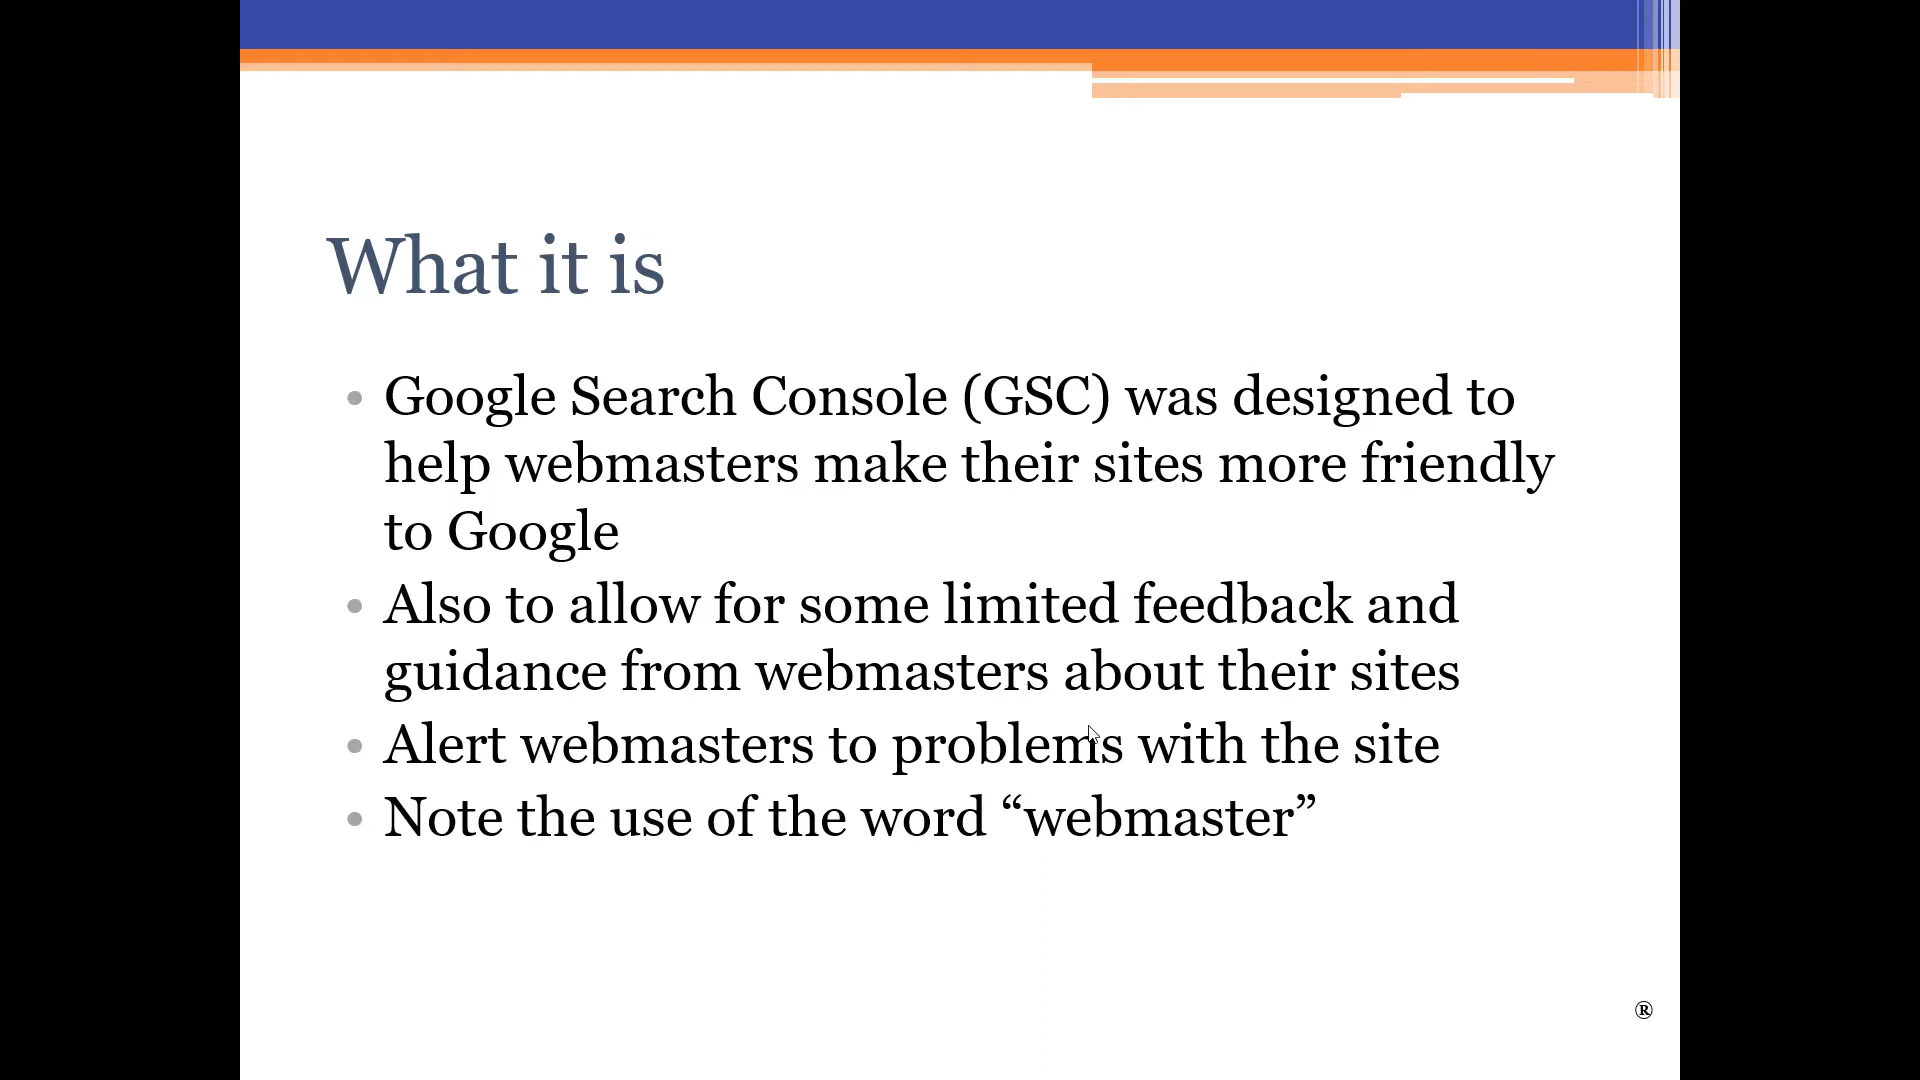 What it is
• Google Search Console (GSC) was designed to
help webmasters make their sites more friendly
to Google
• Also to allow for some limited feedback and
guidance from webmasters about their sites
• Alert webmasters to problems with the site
• Note the use of the word “webmaster”
®